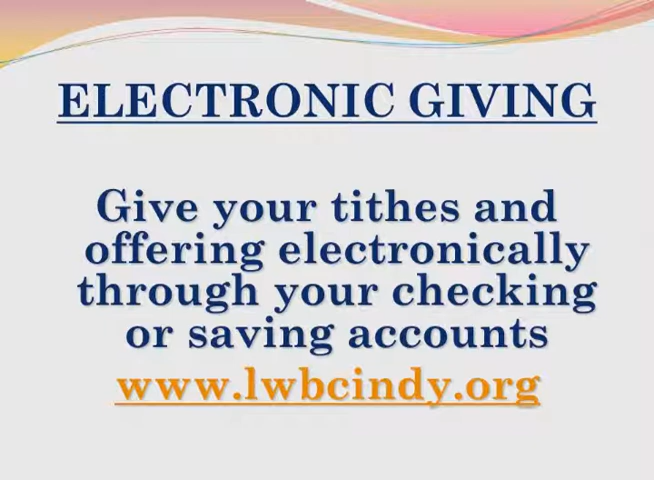 ELECTRONIC GIVING
Give your tithes and
offering electronically
through your checking
or saving accounts
www.lwbcindy.org